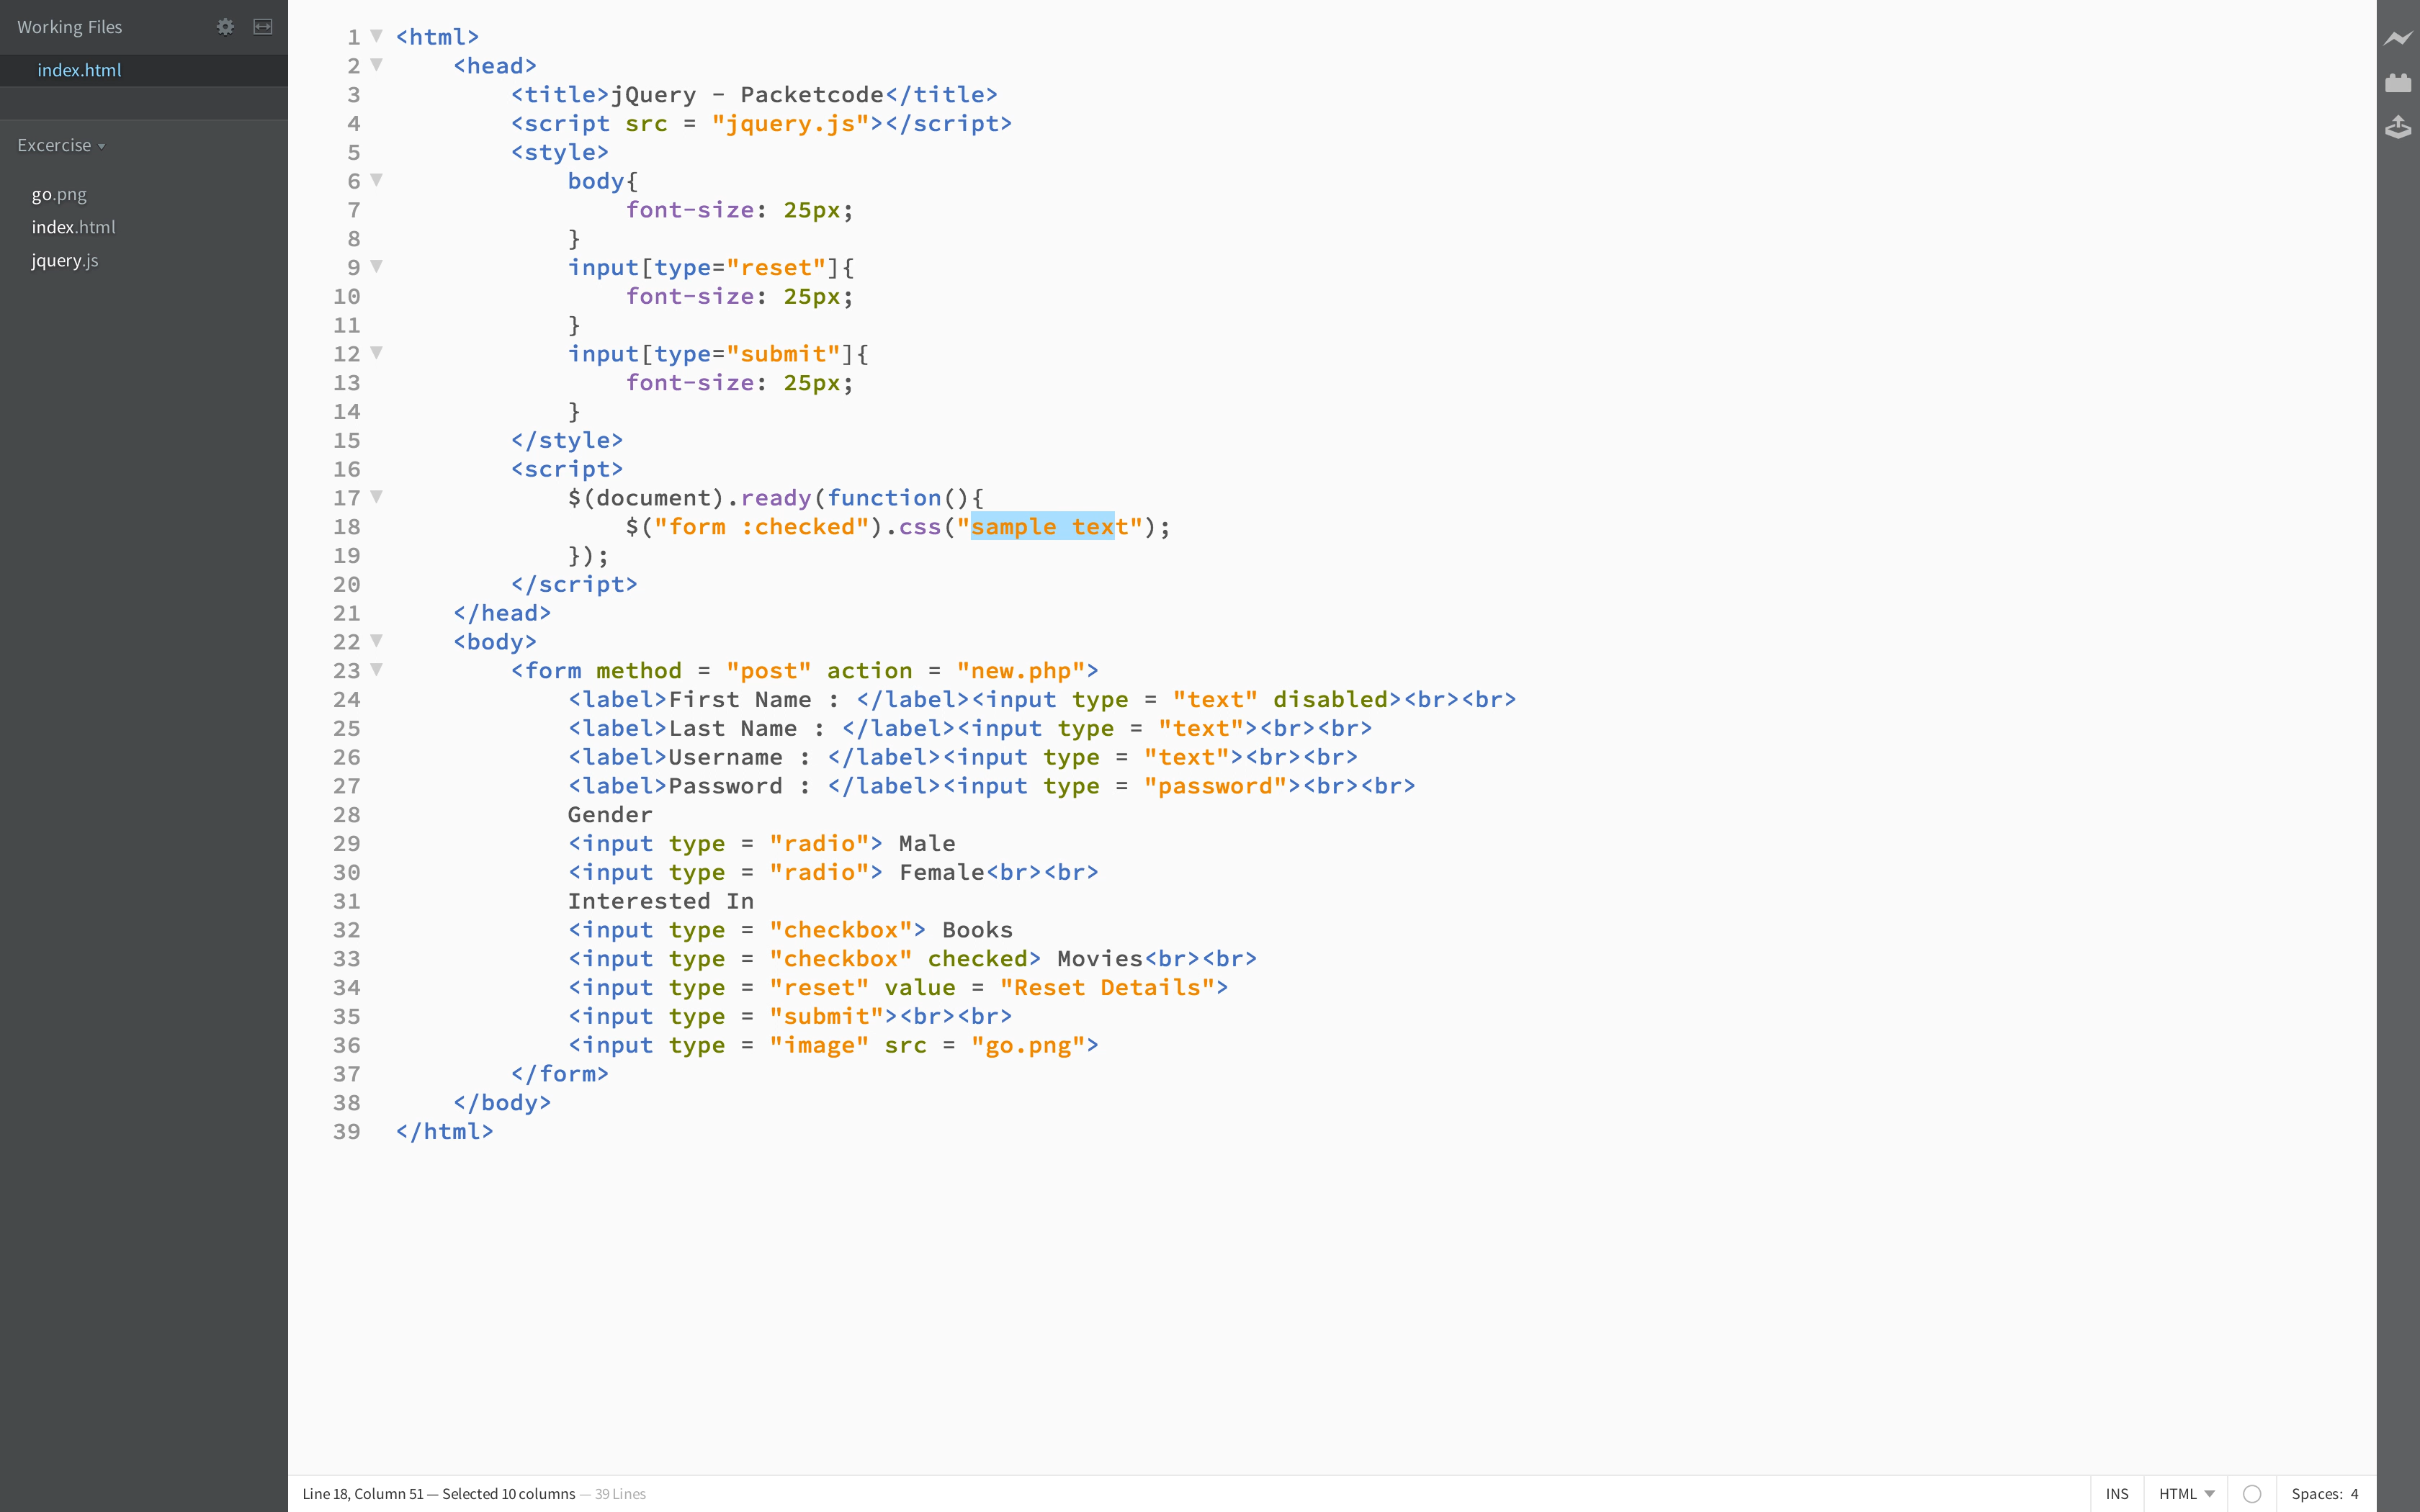 Working Files
index.html
Excercise
go.png
index.html
jquery.js
1 <html>
2     <head>
3         <title>jQuery - Packetcode</title>
4         <script src = "jquery.js"></script>
5         <style>
6             body{
7                 font-size: 25px;
8             }
9             input[type="reset"]{
10                 font-size: 25px;
11             }
12             input[type="submit"]{
13                 font-size: 25px;
14             }
15         </style>
16         <script>
17             $(document).ready(function(){
18                 $("form :checked").css("sample text");
19             });
20         </script>
21     </head>
22     <body>
23         <form method = "post" action = "new.php">
24             <label>First Name : </label><input type = "text" disabled><br><br>
25             <label>Last Name : </label><input type = "text"><br><br>
26             <label>Username : </label><input type = "text"><br><br>
27             <label>Password : </label><input type = "password"><br><br>
28             Gender
29             <input type = "radio"> Male
30             <input type = "radio"> Female<br><br>
31             Interested In
32             <input type = "checkbox"> Books
33             <input type = "checkbox" checked> Movies<br><br>
34             <input type = "reset" value = "Reset Details">
35             <input type = "submit"><br><br>
36             <input type = "image" src = "go.png">
37         </form>
38     </body>
39 </html>
Line 18, Column 51 — Selected 10 columns — 39 Lines INS HTML Spaces: 4